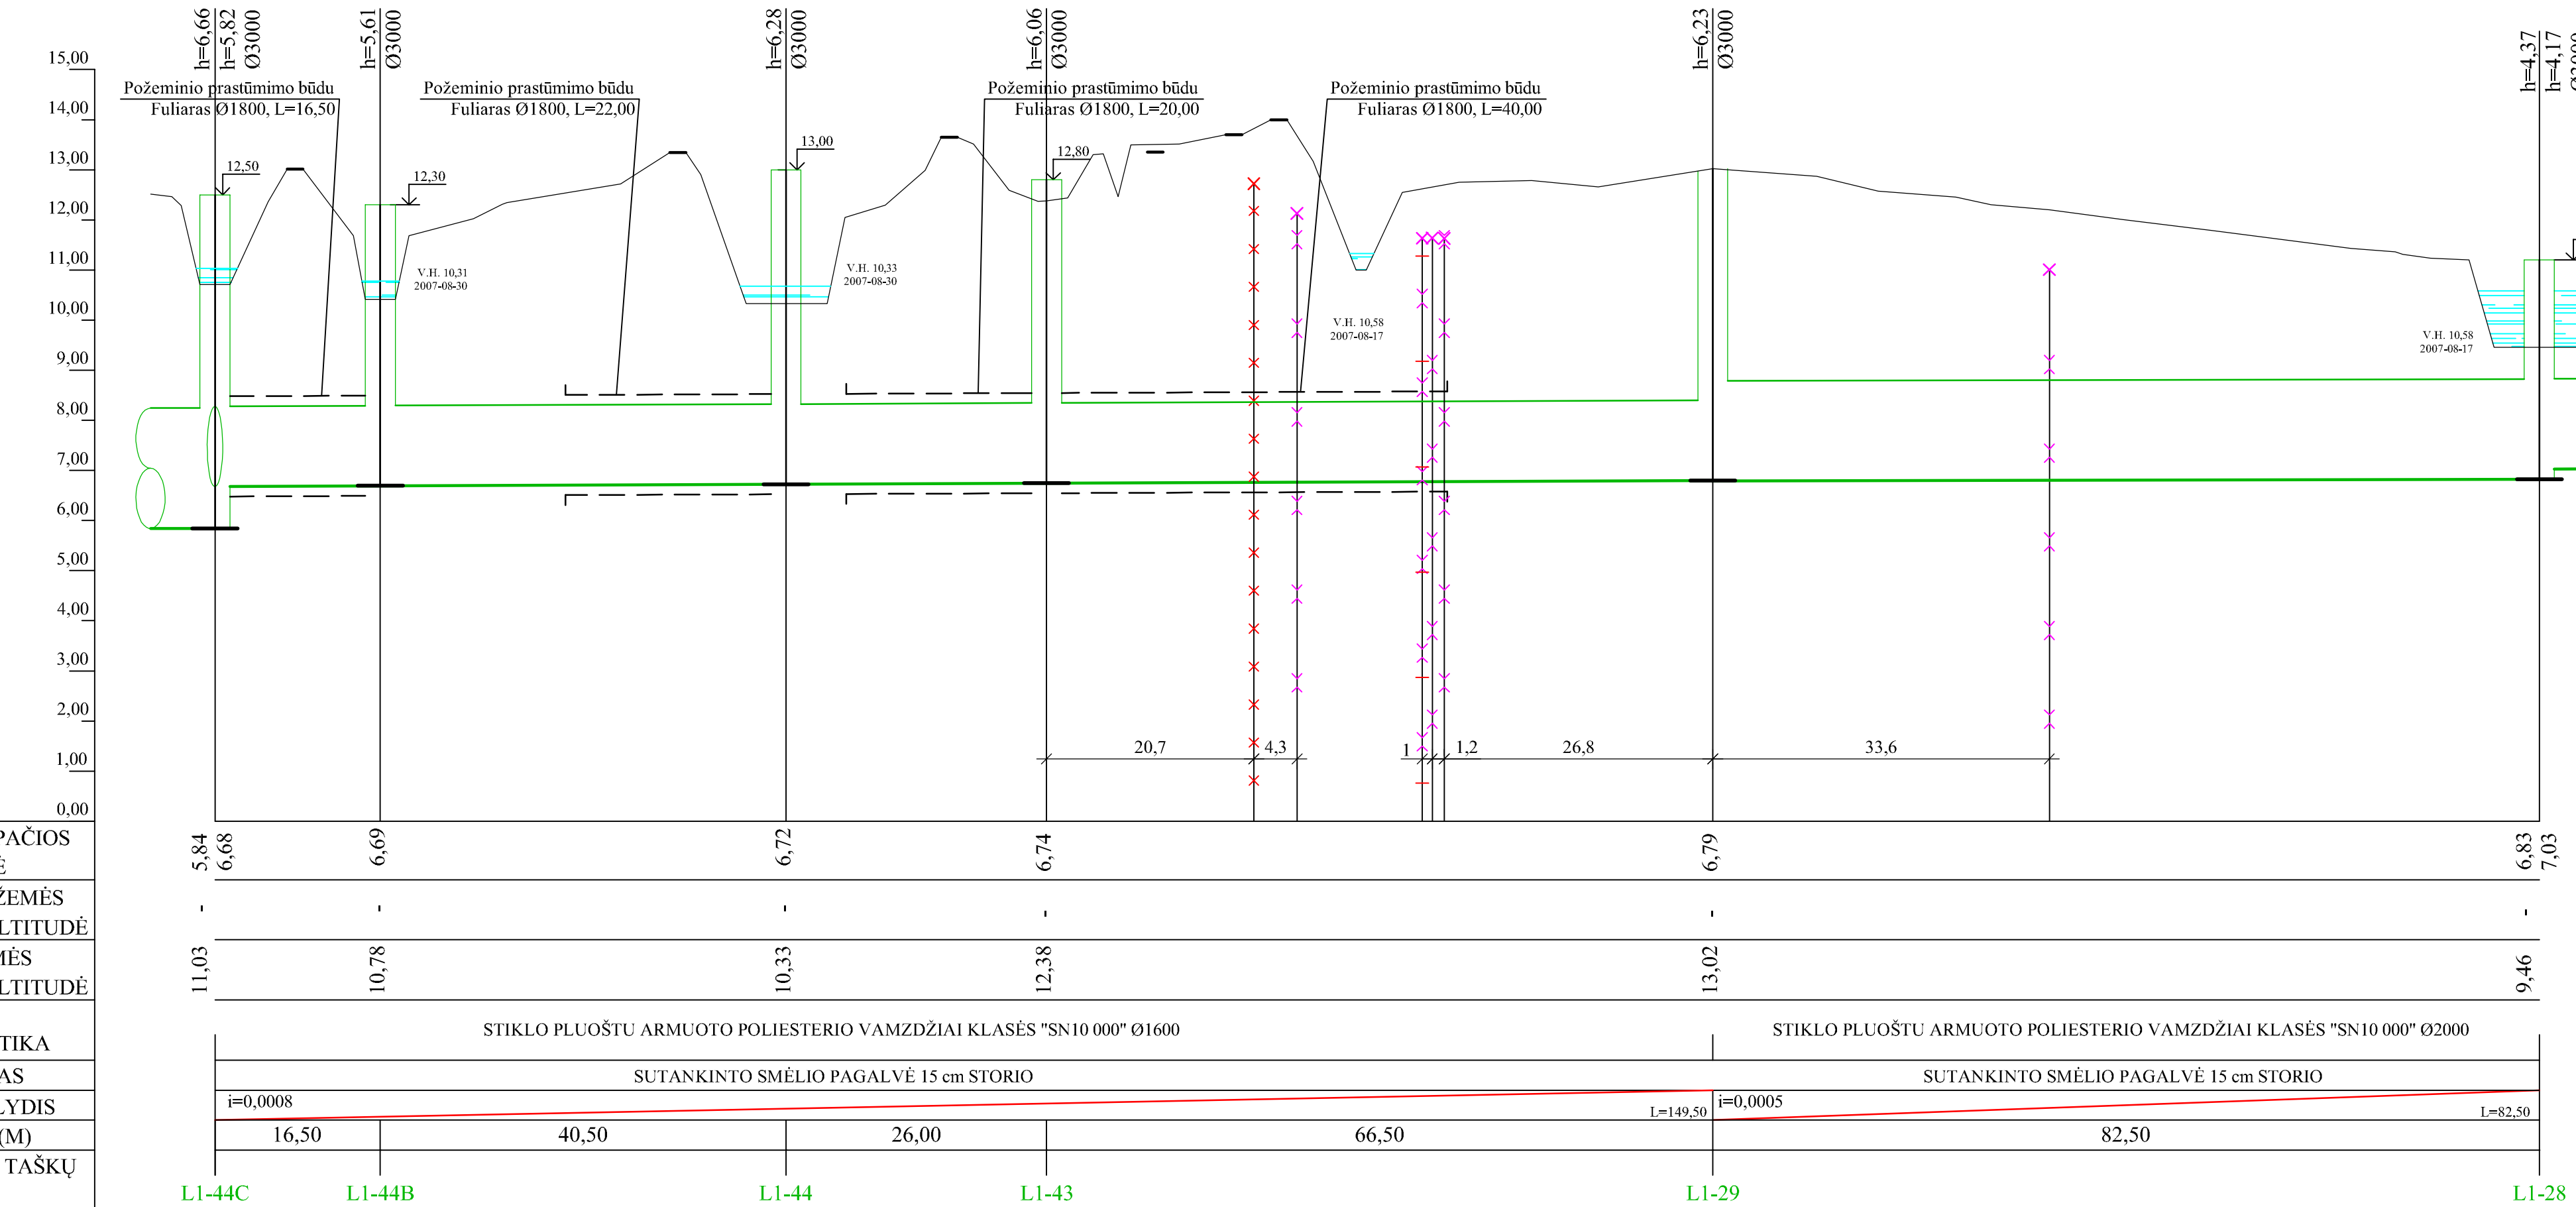 h=6,66
h=5,82
Ø3000
h=5,61
Ø3000
h=6,28
Ø3000
h=6,06
Ø3000
h=6,23
Ø3000
h=4,37
h=4,17
15,00
14,00
13,00
12,00
11,00
10,00
9,00
8,00
7,00
6,00
5,00
4,00
3,00
2,00
1,00
0,00
Požeminio prastūmimo būdu
Fuliaras Ø1800, L=16,50
Požeminio prastūmimo būdu
Fuliaras Ø1800, L=22,00
Požeminio prastūmimo būdu
Fuliaras Ø1800, L=20,00
Požeminio prastūmimo būdu
Fuliaras Ø1800, L=40,00
12,50
12,30
13,00
12,80
V.H. 10,31
2007-08-30
V.H. 10,33
2007-08-30
V.H. 10,58
2007-08-17
V.H. 10,58
2007-08-17
20,7
4,3
1
1,2
26,8
33,6
PAČIOS
Ė
5,84
6,68
6,69
6,72
6,74
6,79
6,83
7,03
ŽEMĖS
LTITUDĖ
- - - - - -
MĖS
LTITUDĖ
11,03
10,78
10,33
12,38
13,02
9,46
TIKA
STIKLO PLUOŠTU ARMUOTO POLIESTERIO VAMZDŽIAI KLASĖS "SN10 000" Ø1600
STIKLO PLUOŠTU ARMUOTO POLIESTERIO VAMZDŽIAI KLASĖS "SN10 000" Ø2000
AS
SUTANKINTO SMĖLIO PAGALVĖ 15 cm STORIO
SUTANKINTO SMĖLIO PAGALVĖ 15 cm STORIO
LYDIS
i=0,0008
L=149,50
i=0,0005
L=82,50
(M)
16,50
40,50
26,00
66,50
82,50
TAŠKŲ
L1-44C
L1-44B
L1-44
L1-43
L1-29
L1-28